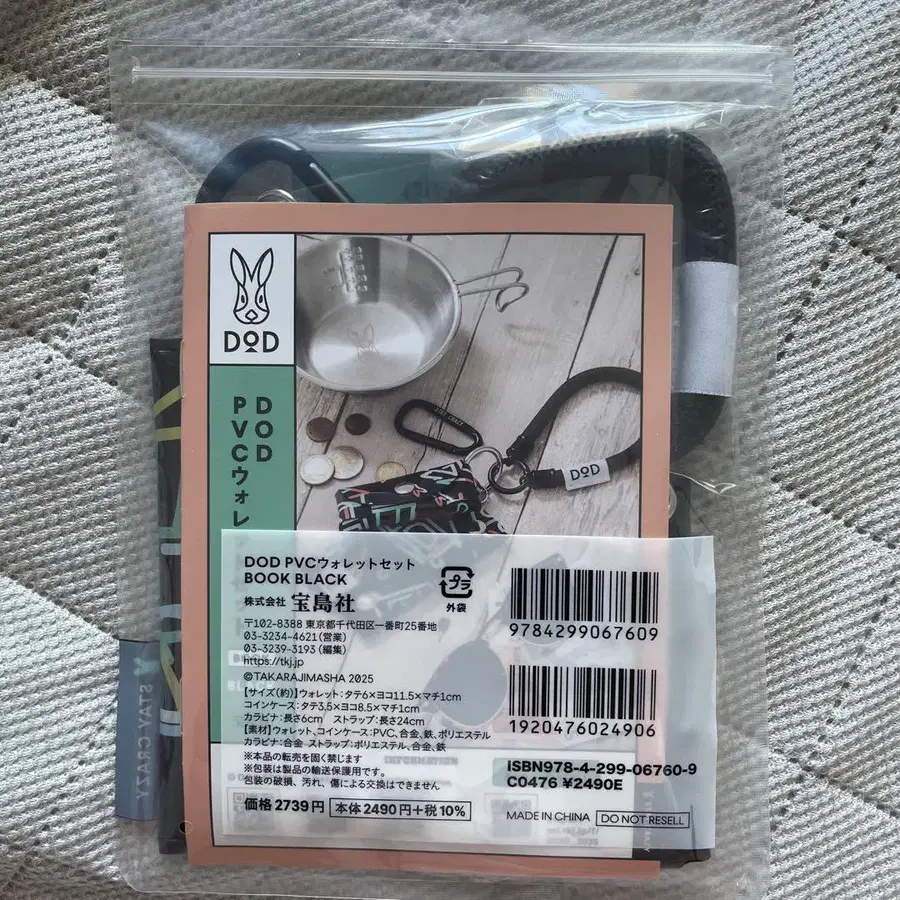 DOD
DOD
PVCウォレ
STAY CRAZY
DOD
DOD PVCウォレットセット
BOOK BLACK
株式会社 宝島社
〒102-8388 東京都千代田区一番町25番地
03-3234-4621(営業)
03-3239-3193(編集)
https://tkj.jp
©TAKARAJIMASHA 2025
【サイズ(約)】ウォレット:タテ6×ヨコ11.5×マチ1cm
コインケース:タテ3.5×ヨコ8.5×マチ1cm
カラビナ:長さ6cm ストラップ:長さ24cm
【素材】ウォレット、コインケース:PVC、合金、鉄、ポリエステル
カラビナ:合金 ストラップ:ポリエステル、合金、鉄
※本品の転売を固く禁じます
※包装は製品の輸送保護用です。
包装の破損、汚れ、傷による交換はできません
価格2739円 本体2490円+税10%
プラ
外袋
9784299067609
1920476024906
ISBN978-4-299-06760-9
C0476 ¥2490E
MADE IN CHINA DO NOT RESELL
INFORMATION
STAY CRAZY